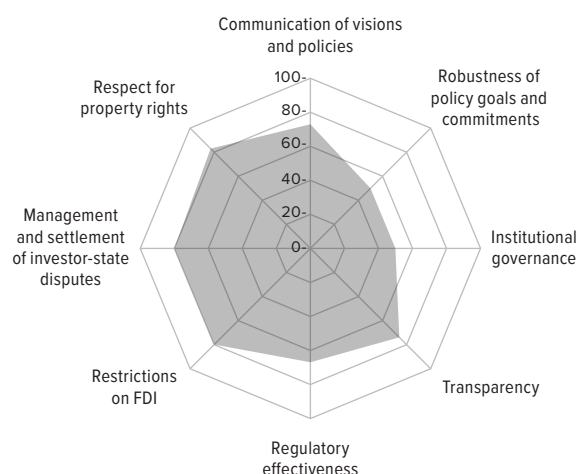 Communication of visions
and policies
Robustness of
policy goals and
commitments
Respect for
property rights
100-
80-
60-
40-
20-
0-
Management
and settlement
of investor-state
disputes
Institutional
governance
Restrictions
on FDI
Transparency
Regulatory
effectiveness